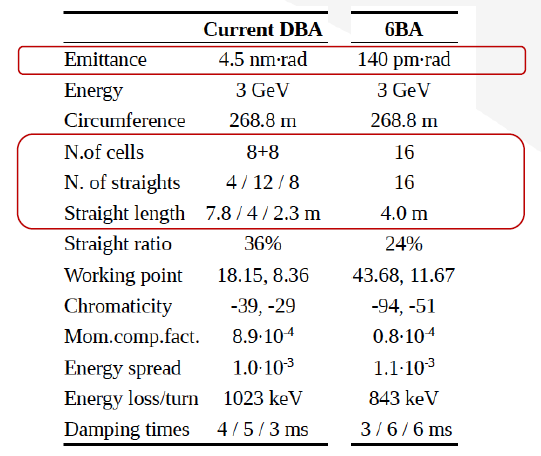 Current DBA 6BA
Emittance 4.5 nm·rad 140 pm·rad
Energy 3 GeV 3 GeV
Circumference 268.8 m 268.8 m
N.of cells 8+8 16
N. of straights 4 / 12 / 8 16
Straight length 7.8 / 4 / 2.3 m 4.0 m
Straight ratio 36% 24%
Working point 18.15, 8.36 43.68, 11.67
Chromaticity -39, -29 -94, -51
Mom.comp.fact. 8.9·10⁻⁴ 0.8·10⁻⁴
Energy spread 1.0·10⁻³ 1.1·10⁻³
Energy loss/turn 1023 keV 843 keV
Damping times 4 / 5 / 3 ms 3 / 6 / 6 ms